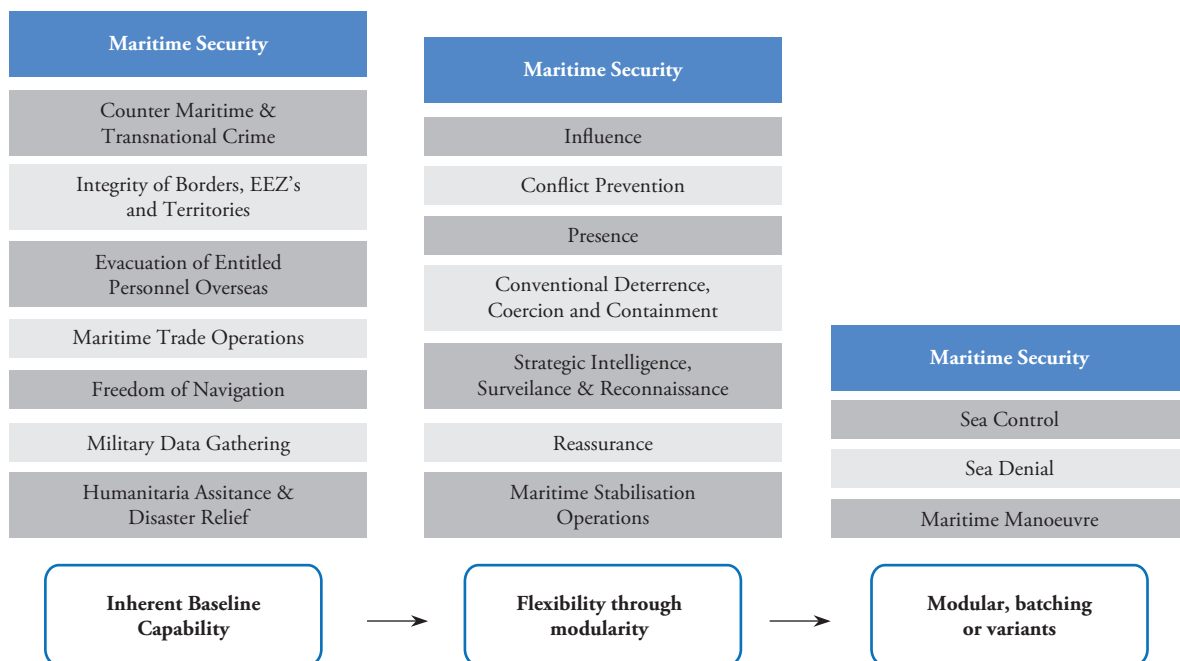 Maritime Security
Counter Maritime &
Transnational Crime
Integrity of Borders, EEZ's
and Territories
Evacuation of Entitled
Personnel Overseas
Maritime Trade Operations
Freedom of Navigation
Military Data Gathering
Humanitaria Assitance &
Disaster Relief
Inherent Baseline
Capability
Maritime Security
Influence
Conflict Prevention
Presence
Conventional Deterrence,
Coercion and Containment
Strategic Intelligence,
Surveilance & Reconnaissance
Reassurance
Maritime Stabilisation
Operations
Flexibility through
modularity
Maritime Security
Sea Control
Sea Denial
Maritime Manoeuvre
Modular, batching
or variants